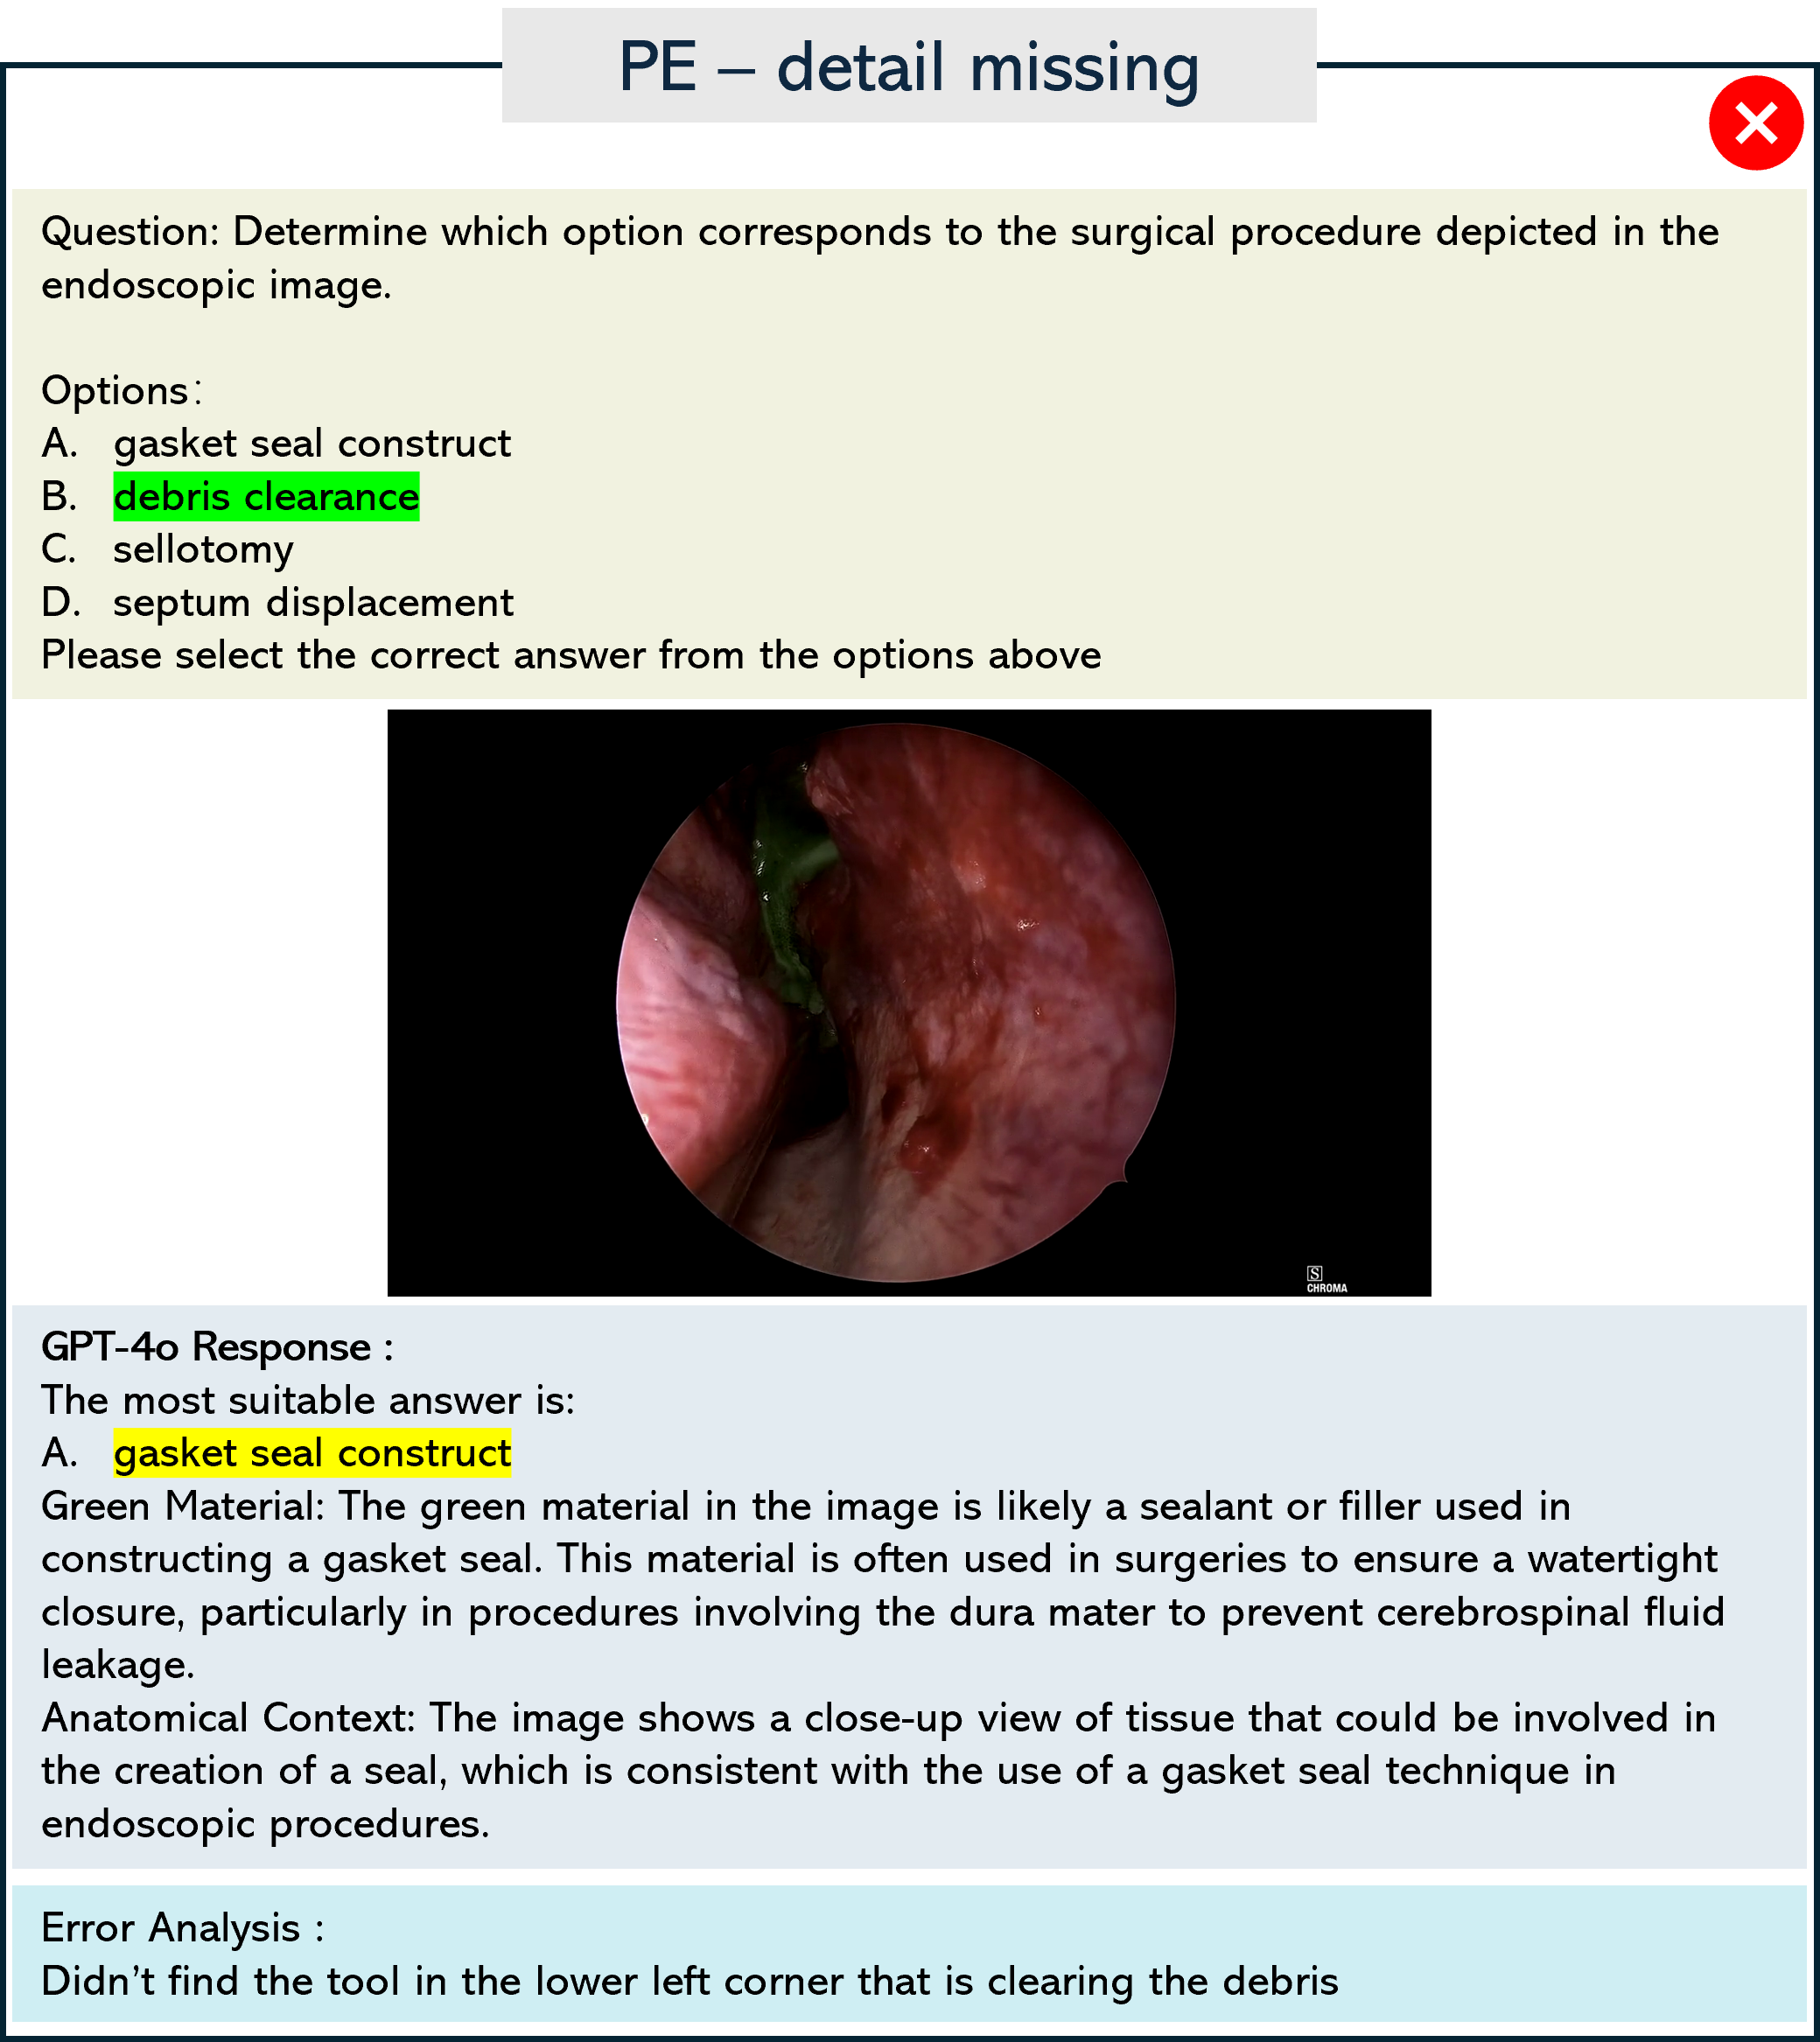 PE – detail missing
Question: Determine which option corresponds to the surgical procedure depicted in the
endoscopic image.
Options:
A. gasket seal construct
B. debris clearance
C. sellotomy
D. septum displacement
Please select the correct answer from the options above
S
CHROMA
GPT-4o Response :
The most suitable answer is:
A. gasket seal construct
Green Material: The green material in the image is likely a sealant or filler used in
constructing a gasket seal. This material is often used in surgeries to ensure a watertight
closure, particularly in procedures involving the dura mater to prevent cerebrospinal fluid
leakage.
Anatomical Context: The image shows a close-up view of tissue that could be involved in
the creation of a seal, which is consistent with the use of a gasket seal technique in
endoscopic procedures.
Error Analysis :
Didn’t find the tool in the lower left corner that is clearing the debris